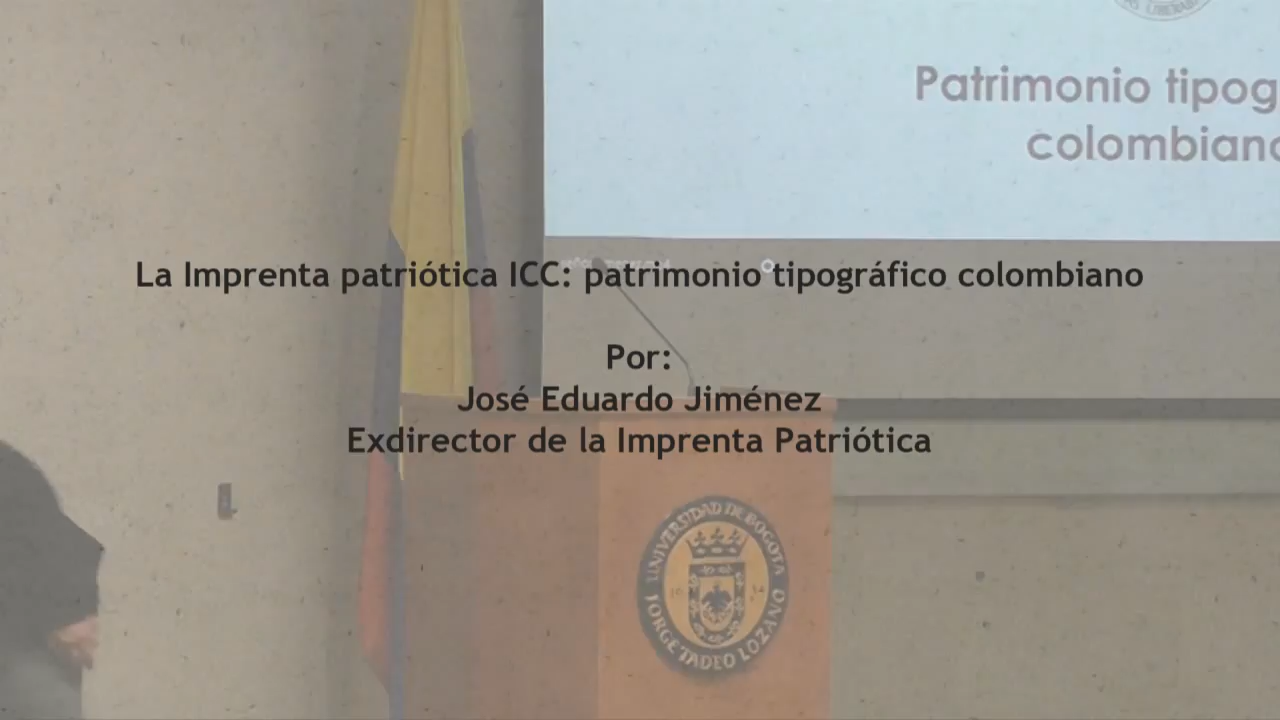 Patrimonio tipog
colombiano
La Imprenta patriótica ICC: patrimonio tipográfico colombiano
Por:
José Eduardo Jiménez
Exdirector de la Imprenta Patriótica
UNIVERSIDAD DE BOGOTA
JORGE TADEO LOZANO